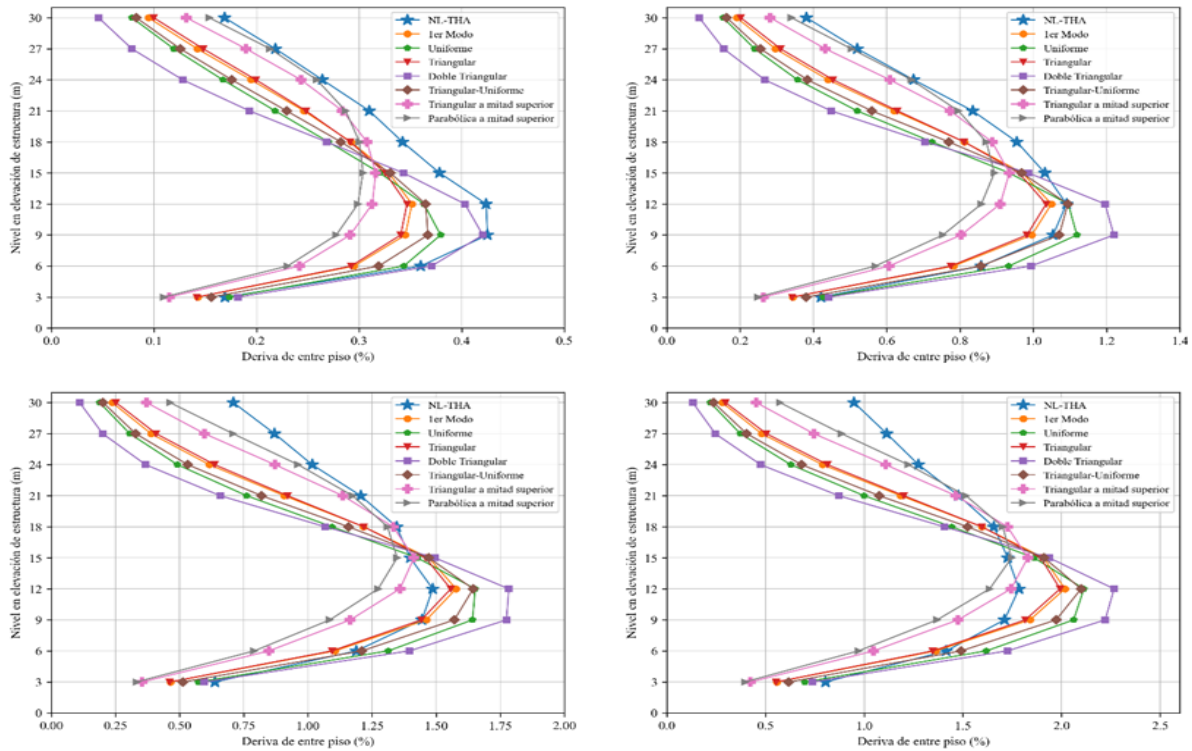 30
27
24
21
18
15
12
9
6
3
0
Nivel en elevación de estructura (m)
NL-THA
1er Modo
Uniforme
Triangular
Doble Triangular
Triangular-Uniforme
Triangular a mitad superior
Parabólica a mitad superior
0.0 0.1 0.2 0.3 0.4 0.5
Deriva de entre piso (%)
30
27
24
21
18
15
12
9
6
3
0
Nivel en elevación de estructura (m)
NL-THA
1er Modo
Uniforme
Triangular
Doble Triangular
Triangular-Uniforme
Triangular a mitad superior
Parabólica a mitad superior
0.0 0.2 0.4 0.6 0.8 1.0 1.2 1.4
Deriva de entre piso (%)
30
27
24
21
18
15
12
9
6
3
0
Nivel en elevación de estructura (m)
NL-THA
1er Modo
Uniforme
Triangular
Doble Triangular
Triangular-Uniforme
Triangular a mitad superior
Parabólica a mitad superior
0.00 0.25 0.50 0.75 1.00 1.25 1.50 1.75 2.00
Deriva de entre piso (%)
30
27
24
21
18
15
12
9
6
3
0
Nivel en elevación de estructura (m)
NL-THA
1er Modo
Uniforme
Triangular
Doble Triangular
Triangular-Uniforme
Triangular a mitad superior
Parabólica a mitad superior
0.0 0.5 1.0 1.5 2.0 2.5
Deriva de entre piso (%)